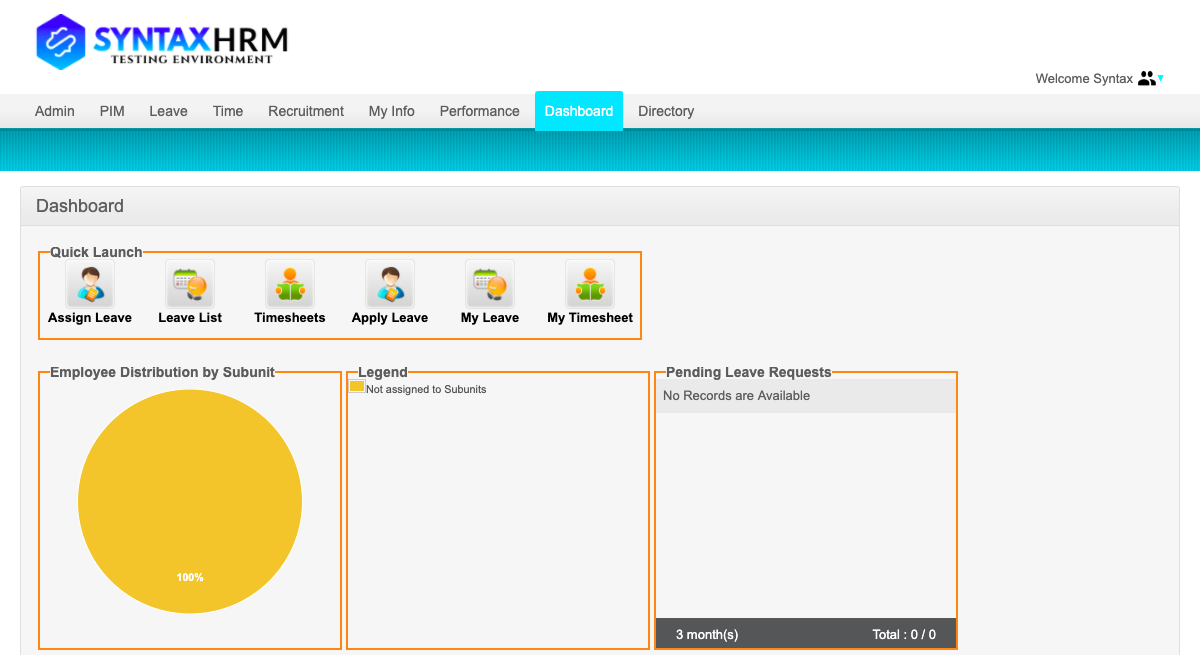 SYNTAXHRM
TESTING ENVIRONMENT
Welcome Syntax
Admin PIM Leave Time Recruitment My Info Performance Dashboard Directory
Dashboard
Quick Launch
Assign Leave Leave List Timesheets Apply Leave My Leave My Timesheet
Employee Distribution by Subunit Legend Pending Leave Requests
Not assigned to Subunits
No Records are Available
100%
3 month(s) Total : 0 / 0